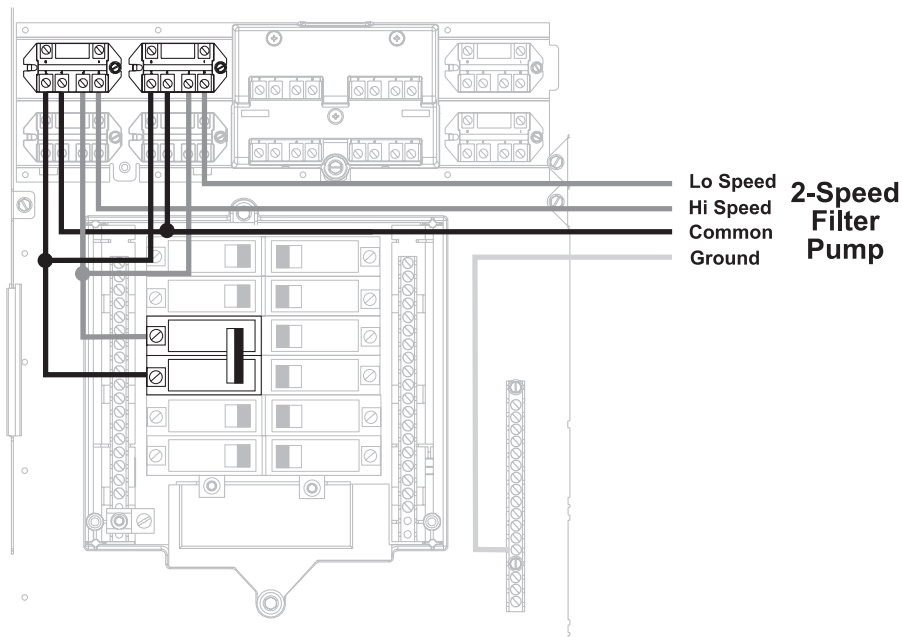 Lo Speed
Hi Speed
Common
Ground
2-Speed
Filter
Pump